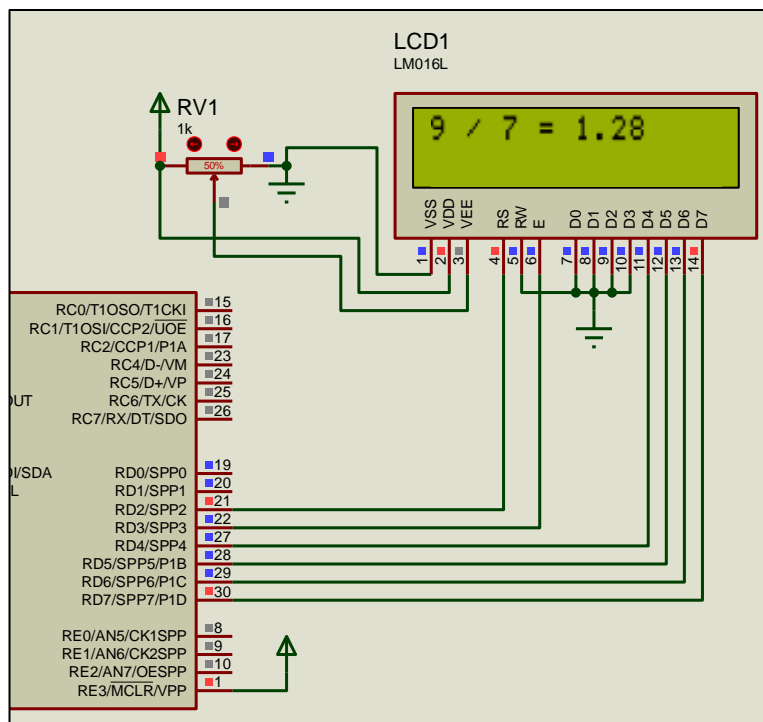 LCD1
LM016L
RV1
1k
50%
9 / 7 = 1.28
VSS VDD VEE RS RW E D0 D1 D2 D3 D4 D5 D6 D7
1 2 3 4 5 6 7 8 9 10 11 12 13 14
RC0/T1OSO/T1CKI 15
RC1/T1OSI/CCP2/UOE 16
RC2/CCP1/P1A 17
RC4/D-/VM 23
RC5/D+/VP 24
OUT RC6/TX/CK 25
RC7/RX/DT/SDO 26
DI/SDA RD0/SPP0 19
L RD1/SPP1 20
RD2/SPP2 21
RD3/SPP3 22
RD4/SPP4 27
RD5/SPP5/P1B 28
RD6/SPP6/P1C 29
RD7/SPP7/P1D 30
RE0/AN5/CK1SPP 8
RE1/AN6/CK2SPP 9
RE2/AN7/OESPP 10
RE3/MCLR/VPP 1